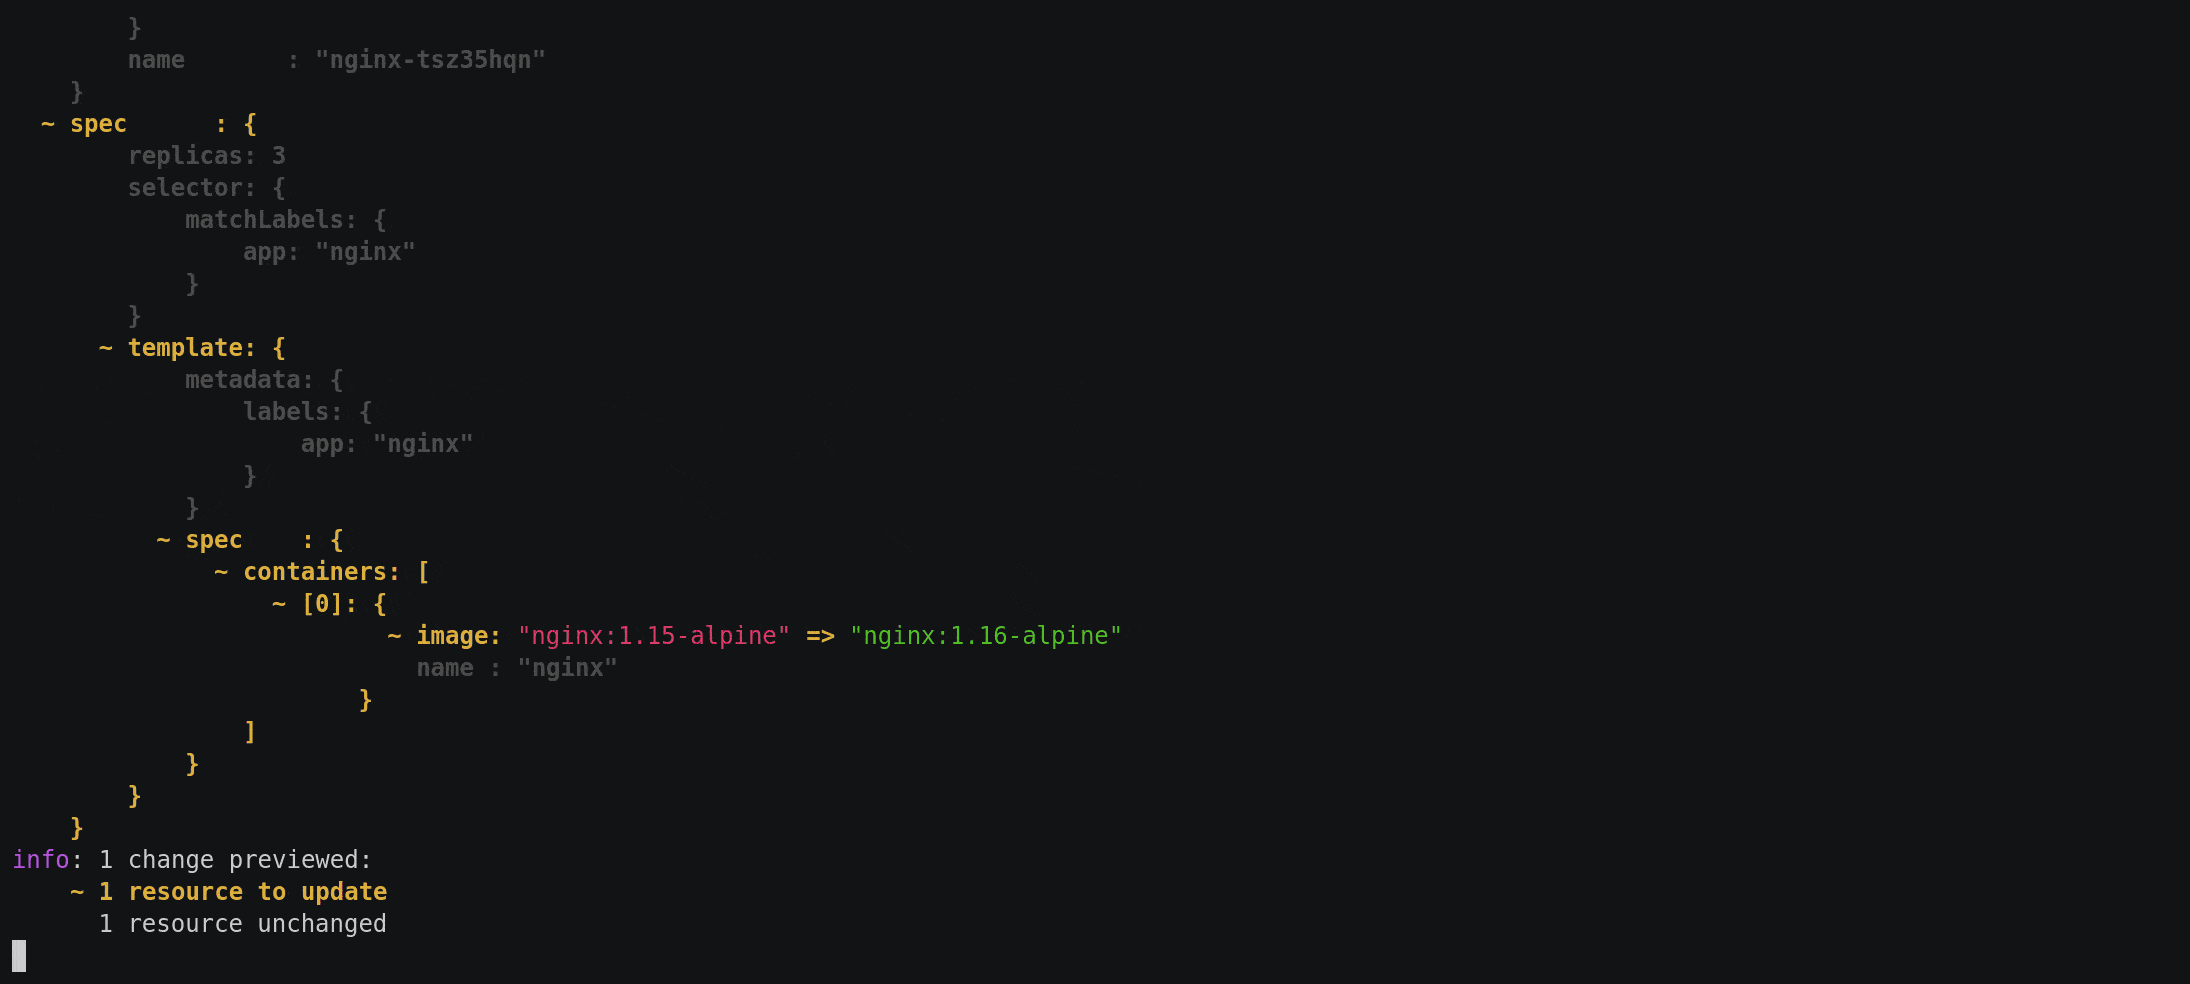 }
        name       : "nginx-tsz35hqn"
    }
  ~ spec      : {
        replicas: 3
        selector: {
            matchLabels: {
                app: "nginx"
            }
        }
      ~ template: {
            metadata: {
                labels: {
                    app: "nginx"
                }
            }
          ~ spec    : {
              ~ containers: [
                  ~ [0]: {
                          ~ image: "nginx:1.15-alpine" => "nginx:1.16-alpine"
                            name : "nginx"
                        }
                ]
            }
        }
    }
info: 1 change previewed:
    ~ 1 resource to update
      1 resource unchanged